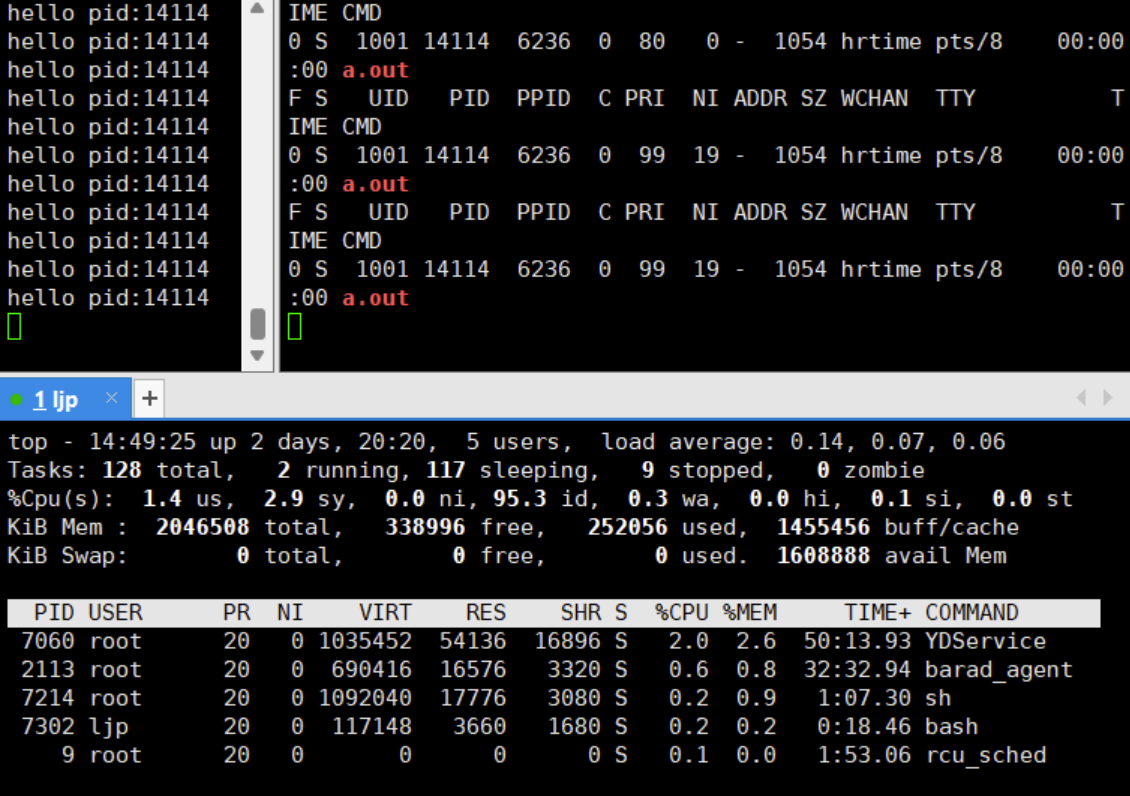 hello pid:14114
hello pid:14114
hello pid:14114
hello pid:14114
hello pid:14114
hello pid:14114
hello pid:14114
hello pid:14114
hello pid:14114
hello pid:14114
hello pid:14114
IME CMD
0 S  1001 14114  6236  0  80   0 -  1054 hrtime pts/8    00:00
:00 a.out
F S   UID   PID  PPID  C PRI  NI ADDR SZ WCHAN  TTY        T
IME CMD
0 S  1001 14114  6236  0  99  19 -  1054 hrtime pts/8    00:00
:00 a.out
F S   UID   PID  PPID  C PRI  NI ADDR SZ WCHAN  TTY        T
IME CMD
0 S  1001 14114  6236  0  99  19 -  1054 hrtime pts/8    00:00
:00 a.out
1 ljp × +
top - 14:49:25 up 2 days, 20:20,  5 users,  load average: 0.14, 0.07, 0.06
Tasks: 128 total,   2 running, 117 sleeping,   9 stopped,   0 zombie
%Cpu(s):  1.4 us,  2.9 sy,  0.0 ni, 95.3 id,  0.3 wa,  0.0 hi,  0.1 si,  0.0 st
KiB Mem :  2046508 total,   338996 free,   252056 used,  1455456 buff/cache
KiB Swap:        0 total,        0 free,        0 used.  1608888 avail Mem
PID USER      PR  NI    VIRT    RES    SHR S  %CPU %MEM     TIME+ COMMAND
7060 root      20   0 1035452  54136  16896 S   2.0  2.6  50:13.93 YDService
2113 root      20   0  690416  16576   3320 S   0.6  0.8  32:32.94 barad_agent
7214 root      20   0 1092040  17776   3080 S   0.2  0.9   1:07.30 sh
7302 ljp       20   0  117148   3660   1680 S   0.2  0.2   0:18.46 bash
9 root      20   0       0      0      0 S   0.1  0.0   1:53.06 rcu_sched